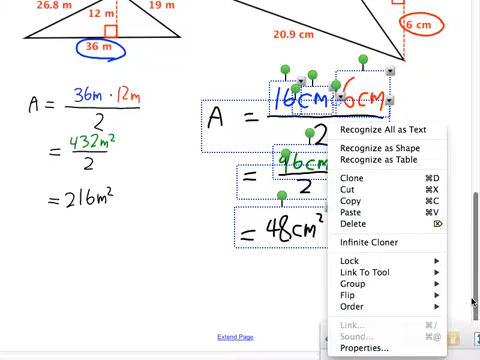 26.8 m 12 m 19 m
36 m
6 cm
20.9 cm
A = 36m · 12m
2
= 432m²
2
= 216m²
A = 16cm · 6cm
2
= 96cm
2
= 48cm²
Recognize All as Text
Recognize as Shape
Recognize as Table
Clone ⌘D
Cut ⌘X
Copy ⌘C
Paste ⌘V
Delete ⌦
Infinite Cloner
Lock
Link To Tool
Group
Flip
Order
Link... ⌘/
Sound... ⌘@
Properties...
Extend Page